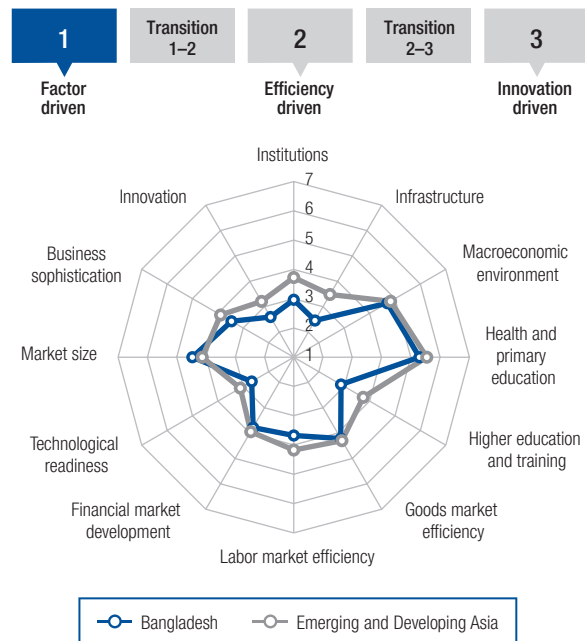 1
Transition
1–2
2
Transition
2–3
3
Factor
driven
Efficiency
driven
Innovation
driven
Institutions
7
6
5
4
3
2
1
Infrastructure
Macroeconomic
environment
Health and
primary
education
Higher education
and training
Goods market
efficiency
Labor market efficiency
Financial market
development
Technological
readiness
Market size
Business
sophistication
Innovation
Bangladesh
Emerging and Developing Asia